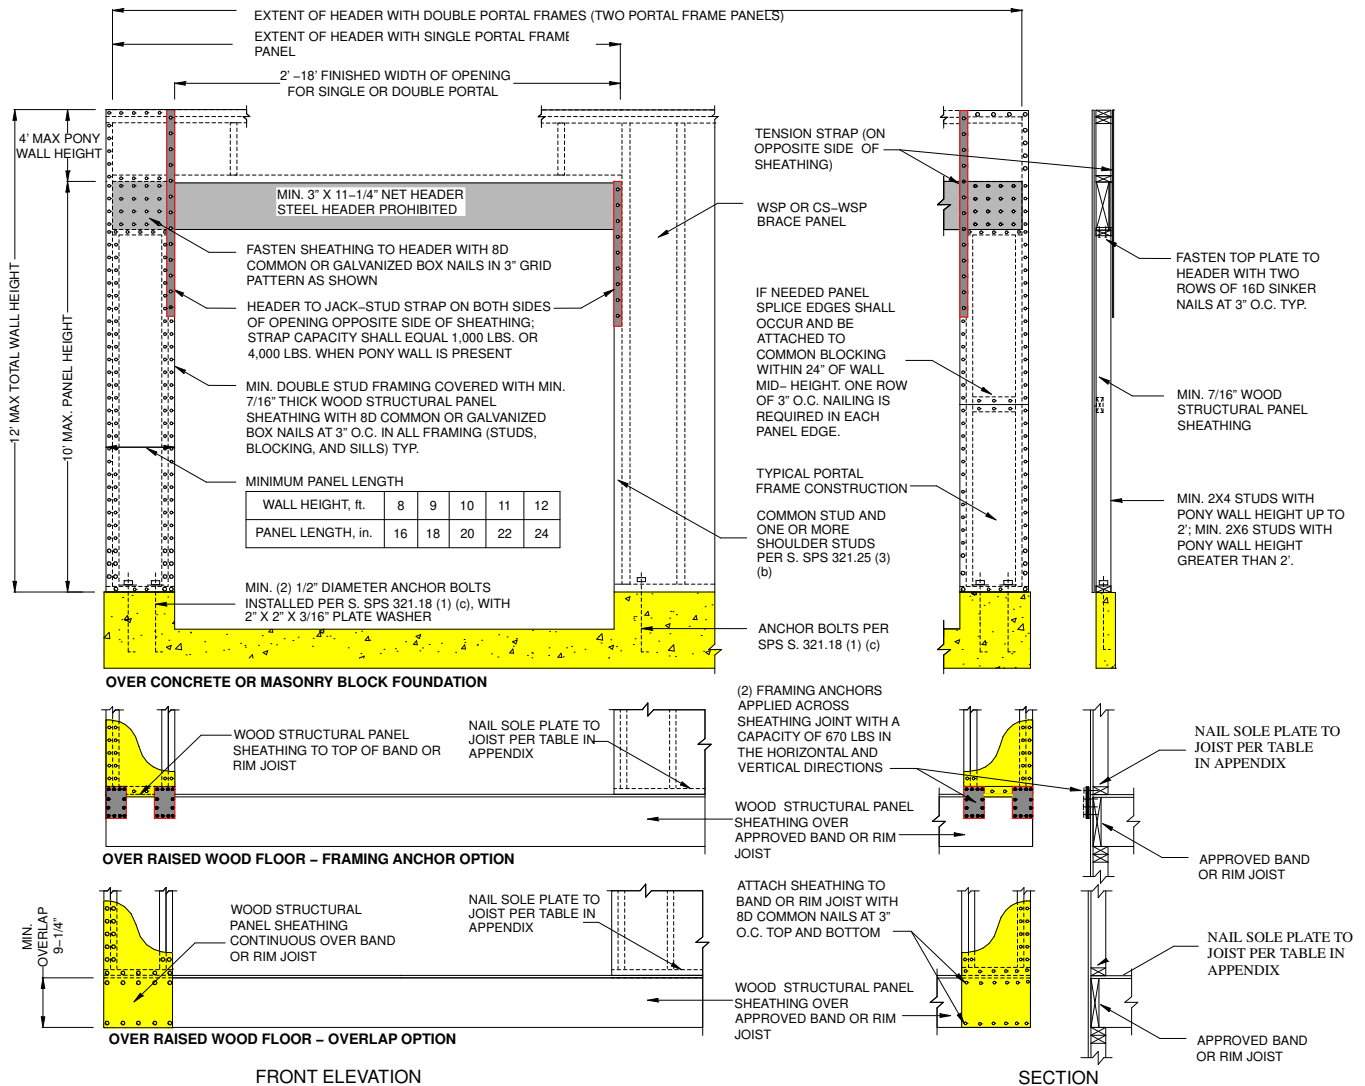 EXTENT OF HEADER WITH DOUBLE PORTAL FRAMES (TWO PORTAL FRAME PANELS)
EXTENT OF HEADER WITH SINGLE PORTAL FRAME
PANEL
2' –18' FINISHED WIDTH OF OPENING
FOR SINGLE OR DOUBLE PORTAL
4' MAX PONY
WALL HEIGHT
12' MAX TOTAL WALL HEIGHT
10' MAX. PANEL HEIGHT
MIN. 3” X 11–1/4” NET HEADER
STEEL HEADER PROHIBITED
FASTEN SHEATHING TO HEADER WITH 8D
COMMON OR GALVANIZED BOX NAILS IN 3” GRID
PATTERN AS SHOWN
HEADER TO JACK–STUD STRAP ON BOTH SIDES
OF OPENING OPPOSITE SIDE OF SHEATHING;
STRAP CAPACITY SHALL EQUAL 1,000 LBS. OR
4,000 LBS. WHEN PONY WALL IS PRESENT
MIN. DOUBLE STUD FRAMING COVERED WITH MIN.
7/16” THICK WOOD STRUCTURAL PANEL
SHEATHING WITH 8D COMMON OR GALVANIZED
BOX NAILS AT 3” O.C. IN ALL FRAMING (STUDS,
BLOCKING, AND SILLS) TYP.
MINIMUM PANEL LENGTH
WALL HEIGHT, ft. 8 9 10 11 12
PANEL LENGTH, in. 16 18 20 22 24
MIN. (2) 1/2” DIAMETER ANCHOR BOLTS
INSTALLED PER S. SPS 321.18 (1) (c), WITH
2” X 2” X 3/16” PLATE WASHER
TENSION STRAP (ON
OPPOSITE SIDE OF
SHEATHING)
WSP OR CS–WSP
BRACE PANEL
IF NEEDED PANEL
SPLICE EDGES SHALL
OCCUR AND BE
ATTACHED TO
COMMON BLOCKING
WITHIN 24” OF WALL
MID– HEIGHT. ONE ROW
OF 3” O.C. NAILING IS
REQUIRED IN EACH
PANEL EDGE.
TYPICAL PORTAL
FRAME CONSTRUCTION
COMMON STUD AND
ONE OR MORE
SHOULDER STUDS
PER S. SPS 321.25 (3)
(b)
ANCHOR BOLTS PER
SPS S. 321.18 (1) (c)
FASTEN TOP PLATE TO
HEADER WITH TWO
ROWS OF 16D SINKER
NAILS AT 3” O.C. TYP.
MIN. 7/16” WOOD
STRUCTURAL PANEL
SHEATHING
MIN. 2X4 STUDS WITH
PONY WALL HEIGHT UP TO
2'; MIN. 2X6 STUDS WITH
PONY WALL HEIGHT
GREATER THAN 2'.
OVER CONCRETE OR MASONRY BLOCK FOUNDATION
WOOD STRUCTURAL PANEL
SHEATHING TO TOP OF BAND OR
RIM JOIST
NAIL SOLE PLATE TO
JOIST PER TABLE IN
APPENDIX
(2) FRAMING ANCHORS
APPLIED ACROSS
SHEATHING JOINT WITH A
CAPACITY OF 670 LBS IN
THE HORIZONTAL AND
VERTICAL DIRECTIONS
WOOD STRUCTURAL PANEL
SHEATHING OVER
APPROVED BAND OR RIM
JOIST
NAIL SOLE PLATE TO
JOIST PER TABLE
IN APPENDIX
APPROVED BAND
OR RIM JOIST
OVER RAISED WOOD FLOOR – FRAMING ANCHOR OPTION
MIN.
OVERLAP
9–1/4”
WOOD STRUCTURAL
PANEL SHEATHING
CONTINUOUS OVER BAND
OR RIM JOIST
NAIL SOLE PLATE TO
JOIST PER TABLE IN
APPENDIX
ATTACH SHEATHING TO
BAND OR RIM JOIST WITH
8D COMMON NAILS AT 3”
O.C. TOP AND BOTTOM
WOOD STRUCTURAL PANEL
SHEATHING OVER
APPROVED BAND OR RIM
JOIST
NAIL SOLE PLATE TO
JOIST PER TABLE IN
APPENDIX
APPROVED BAND
OR RIM JOIST
OVER RAISED WOOD FLOOR – OVERLAP OPTION
FRONT ELEVATION
SECTION